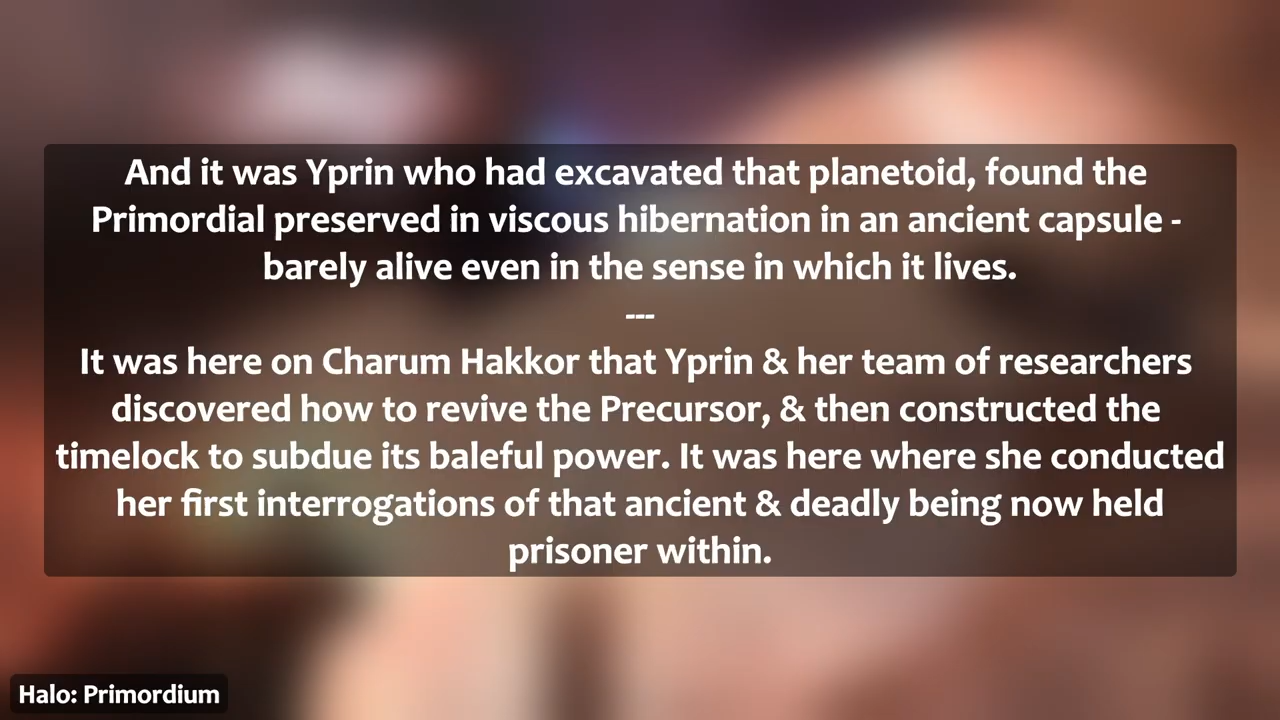 And it was Yprin who had excavated that planetoid, found the
Primordial preserved in viscous hibernation in an ancient capsule -
barely alive even in the sense in which it lives.
---
It was here on Charum Hakkor that Yprin & her team of researchers
discovered how to revive the Precursor, & then constructed the
timelock to subdue its baleful power. It was here where she conducted
her first interrogations of that ancient & deadly being now held
prisoner within.
Halo: Primordium